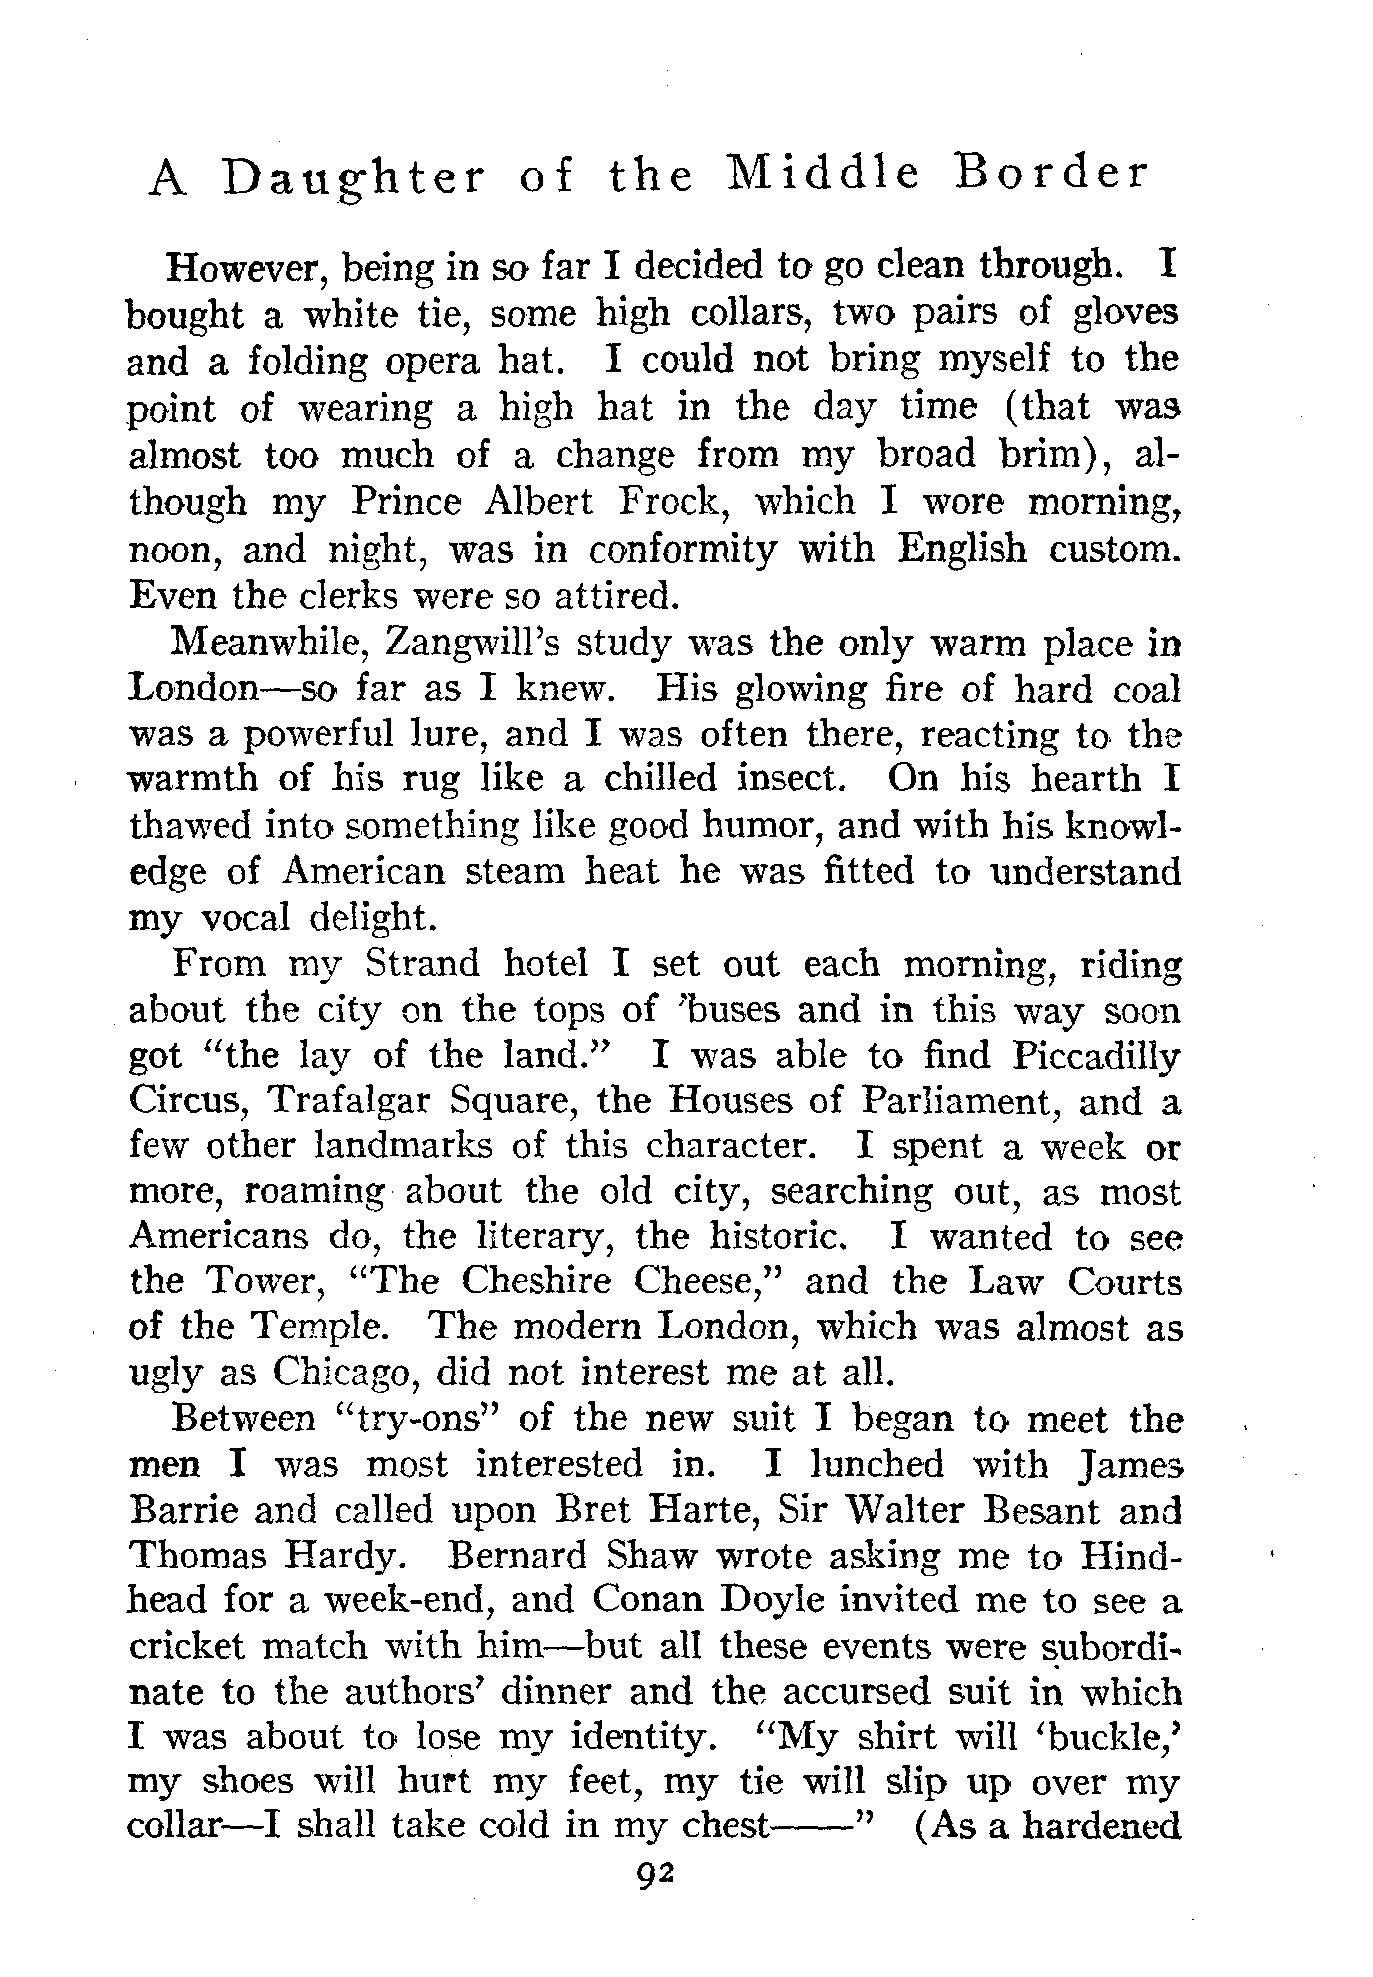 A Daughter of the Middle Border
However, being in so far I decided to go clean through. I
bought a white tie, some high collars, two pairs of gloves
and a folding opera hat. I could not bring myself to the
point of wearing a high hat in the day time (that was
almost too much of a change from my broad brim), al-
though my Prince Albert Frock, which I wore morning,
noon, and night, was in conformity with English custom.
Even the clerks were so attired.
Meanwhile, Zangwill's study was the only warm place in
London—so far as I knew. His glowing fire of hard coal
was a powerful lure, and I was often there, reacting to the
warmth of his rug like a chilled insect. On his hearth I
thawed into something like good humor, and with his knowl-
edge of American steam heat he was fitted to understand
my vocal delight.
From my Strand hotel I set out each morning, riding
about the city on the tops of 'buses and in this way soon
got "the lay of the land." I was able to find Piccadilly
Circus, Trafalgar Square, the Houses of Parliament, and a
few other landmarks of this character. I spent a week or
more, roaming about the old city, searching out, as most
Americans do, the literary, the historic. I wanted to see
the Tower, "The Cheshire Cheese," and the Law Courts
of the Temple. The modern London, which was almost as
ugly as Chicago, did not interest me at all.
Between "try-ons" of the new suit I began to meet the
men I was most interested in. I lunched with James
Barrie and called upon Bret Harte, Sir Walter Besant and
Thomas Hardy. Bernard Shaw wrote asking me to Hind-
head for a week-end, and Conan Doyle invited me to see a
cricket match with him—but all these events were subordi-
nate to the authors' dinner and the accursed suit in which
I was about to lose my identity. "My shirt will 'buckle,'
my shoes will hurt my feet, my tie will slip up over my
collar—I shall take cold in my chest——" (As a hardened
92